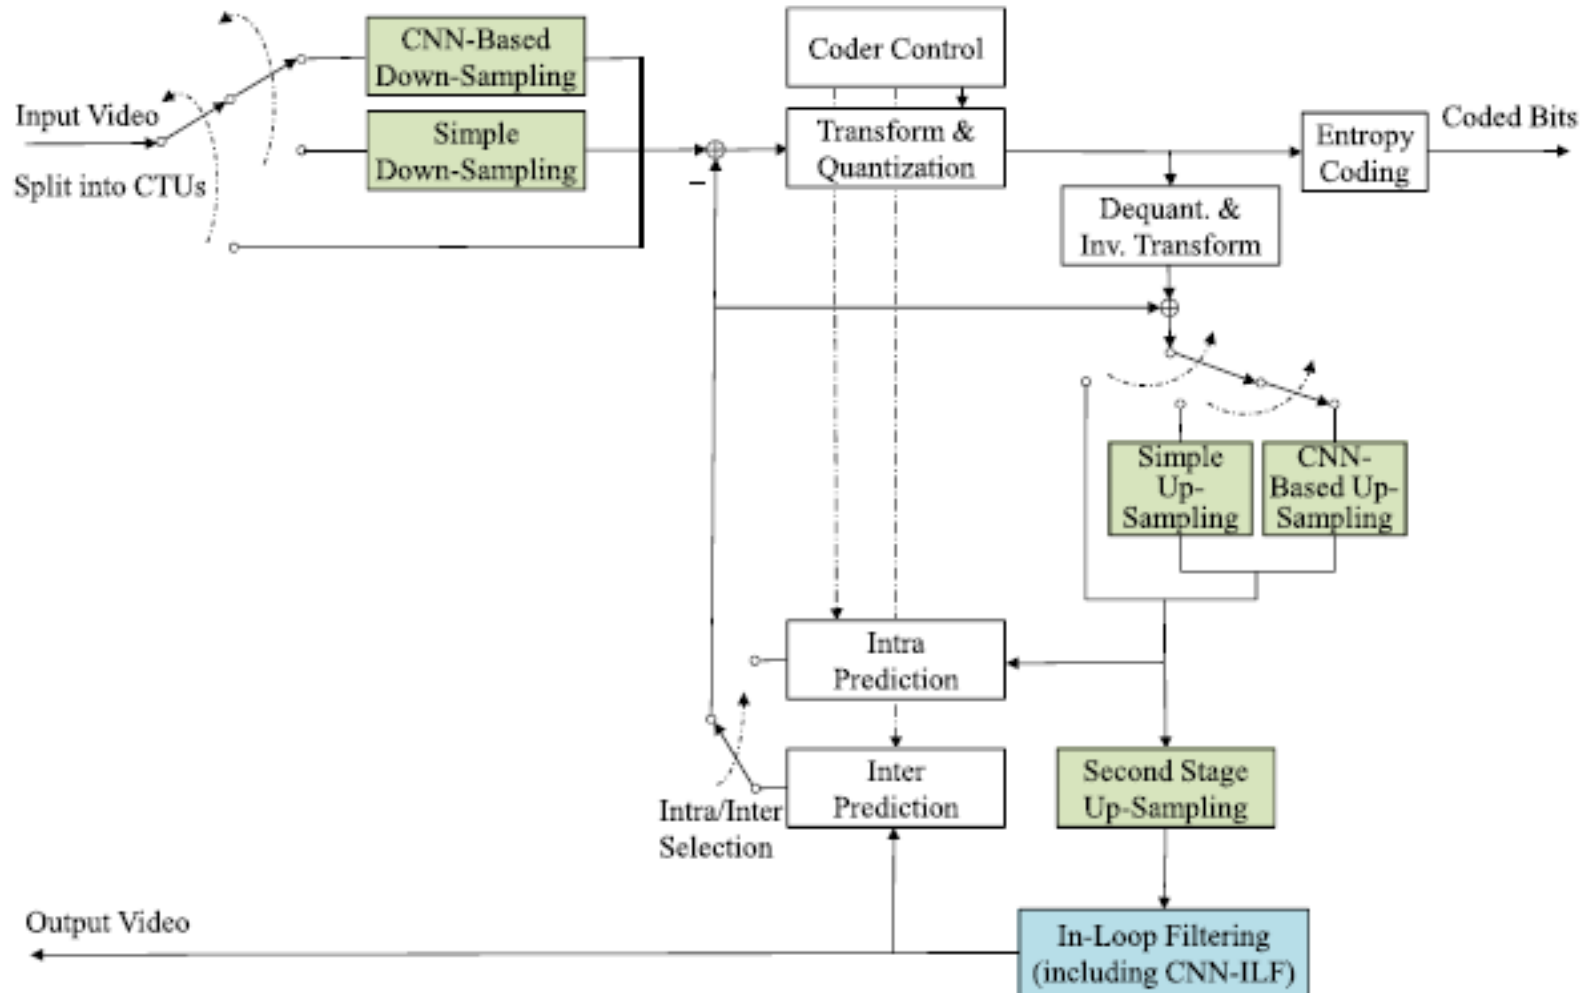 CNN-Based
Down-Sampling
Coder Control
Input Video
Simple
Down-Sampling
Transform &
Quantization
Entropy
Coding
Coded Bits
Split into CTUs
–
Dequant. &
Inv. Transform
Simple
Up-
Sampling
CNN-
Based Up-
Sampling
Intra
Prediction
Inter
Prediction
Second Stage
Up-Sampling
Intra/Inter
Selection
Output Video
In-Loop Filtering
(including CNN-ILF)